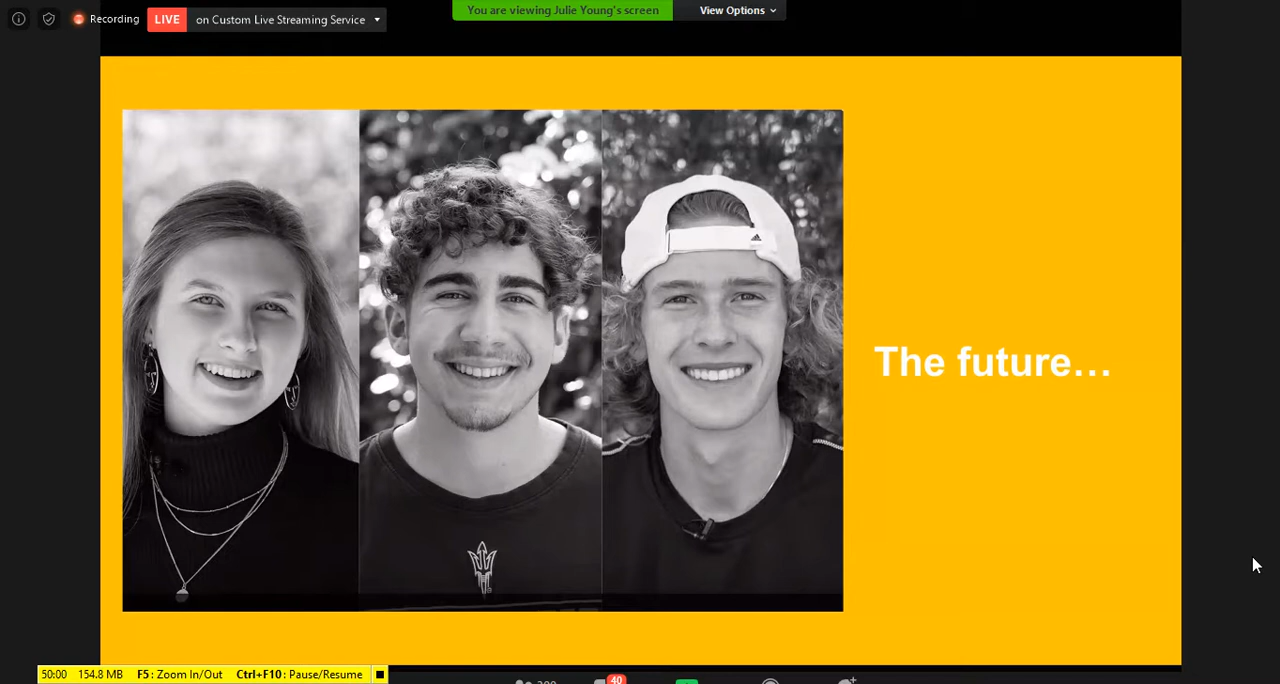 Recording
LIVE on Custom Live Streaming Service
You are viewing Julie Young's screen
View Options
The future...
50:00 154.8 MB F5: Zoom In/Out Ctrl+F10: Pause/Resume
40